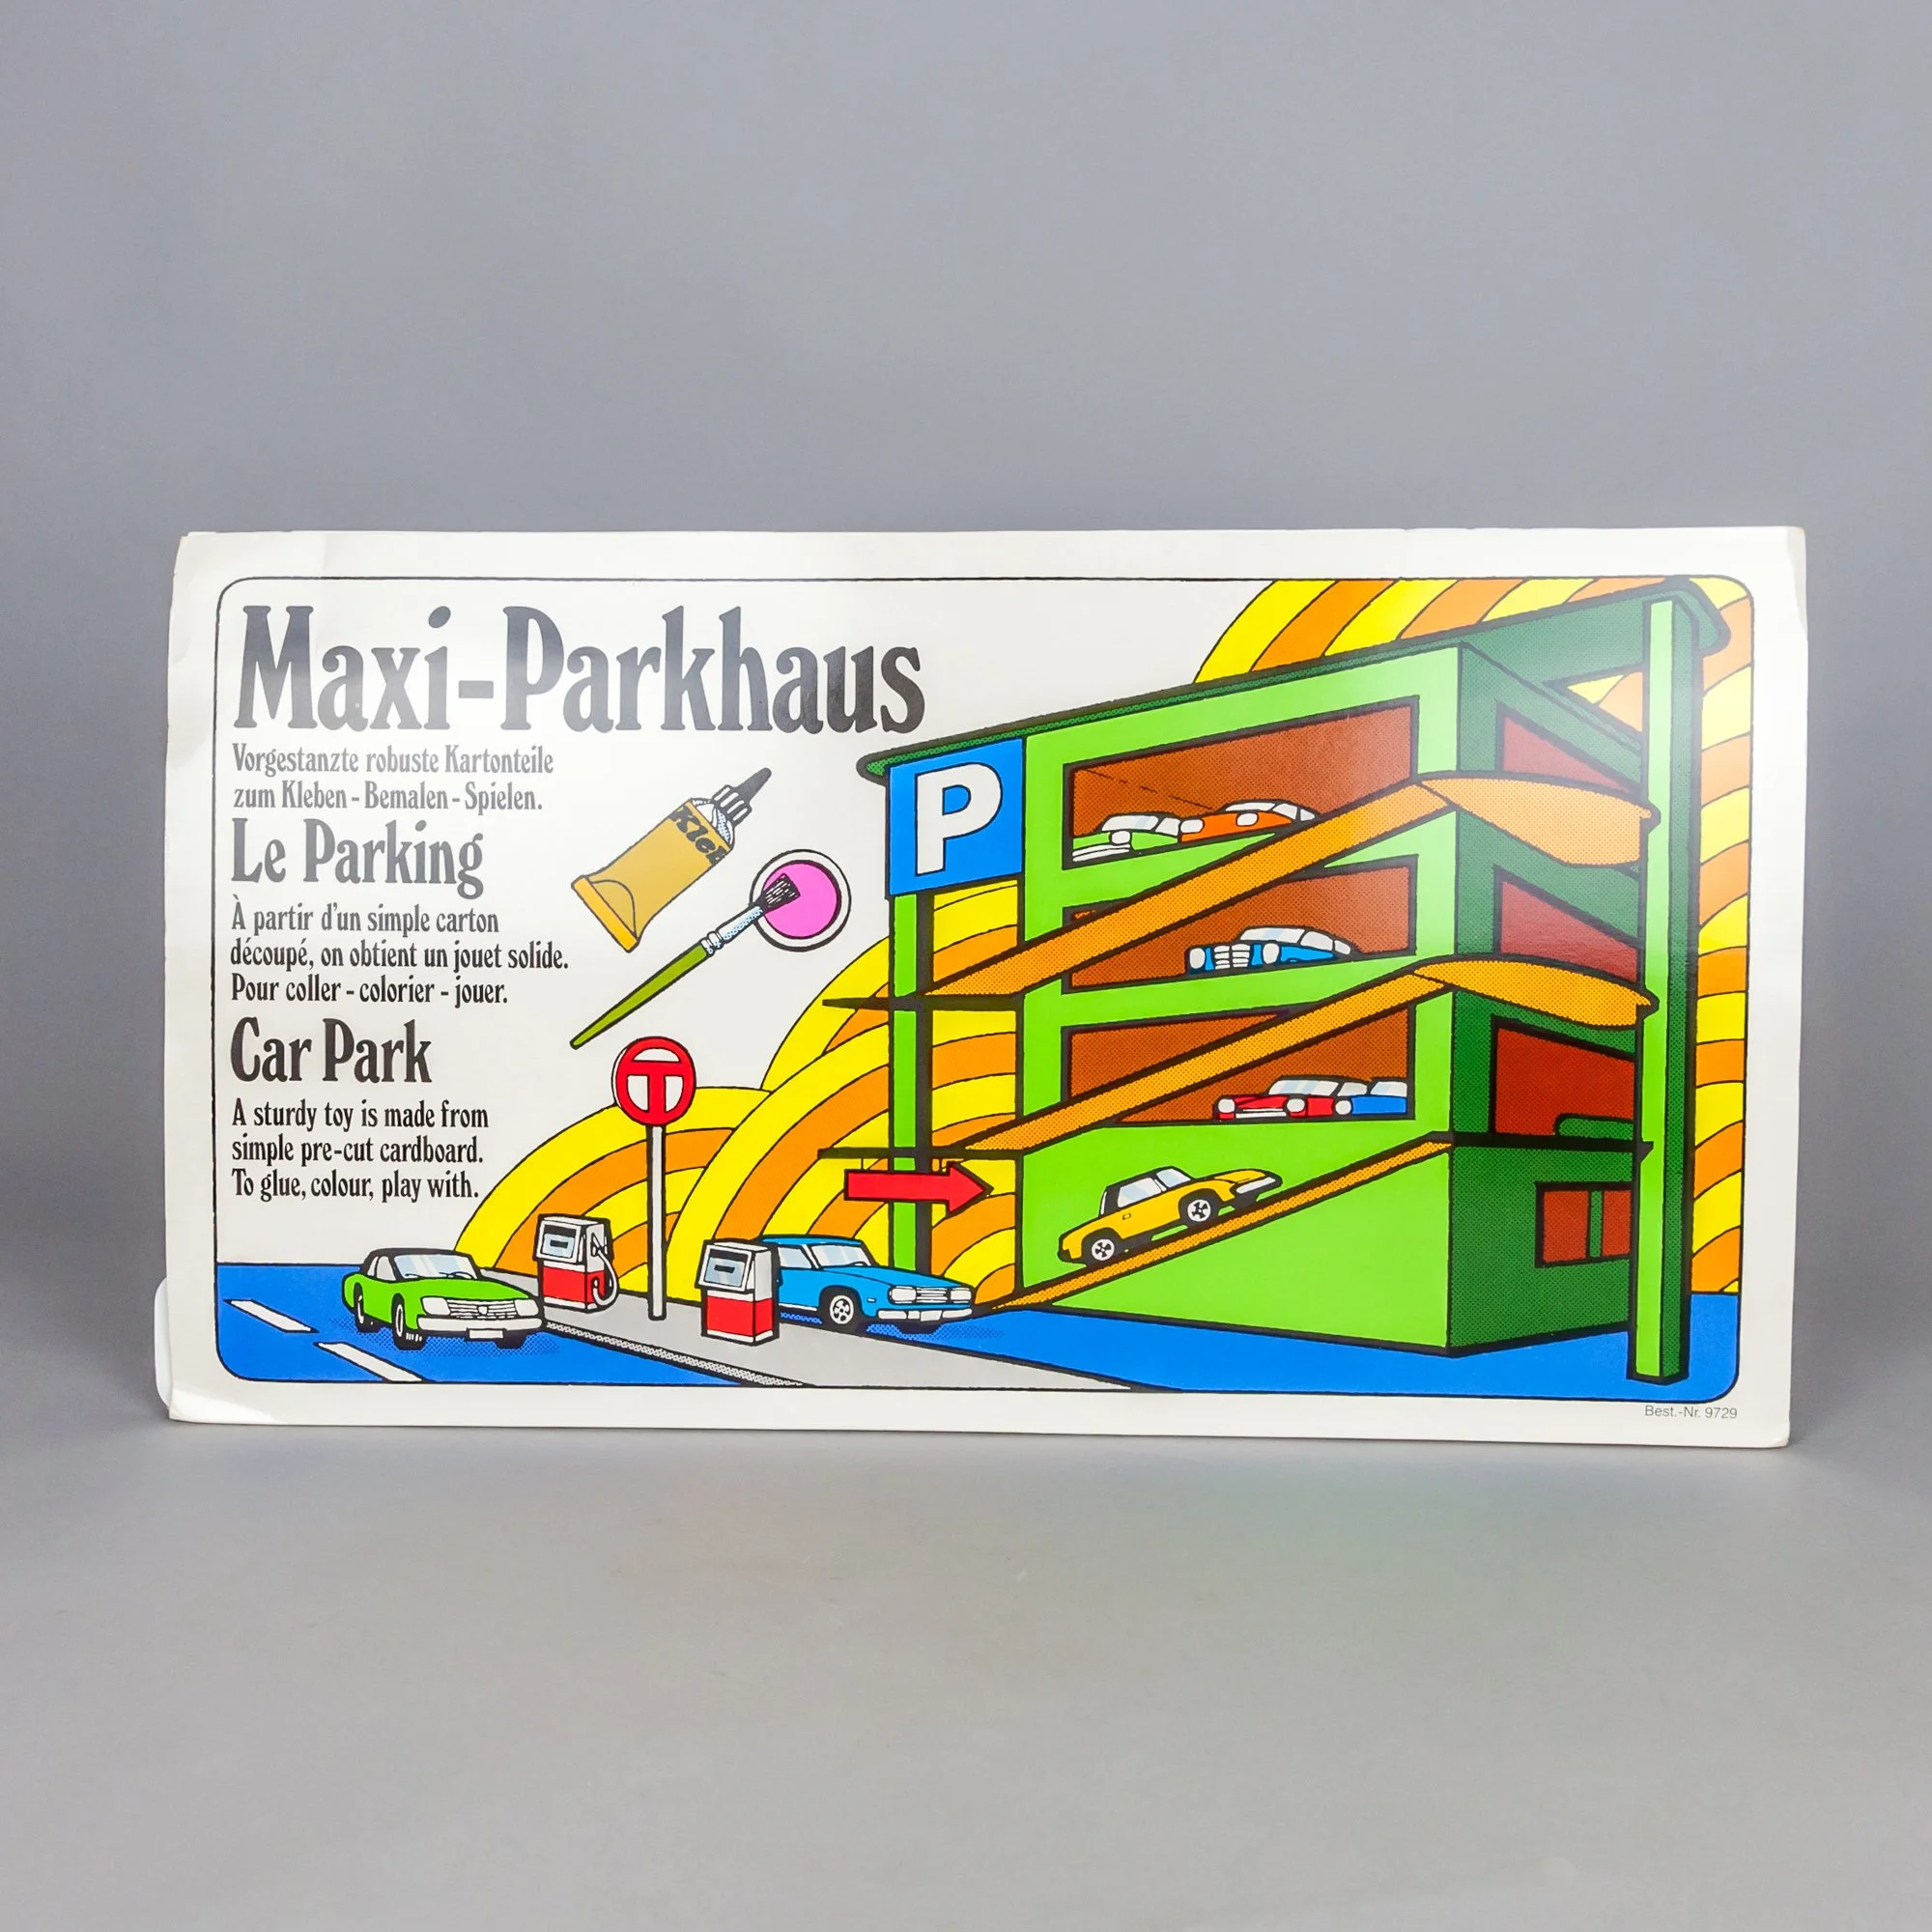 Maxi-Parkhaus
Vorgestanzte robuste Kartonteile
zum Kleben - Bemalen - Spielen.
Le Parking
À partir d'un simple carton
découpé, on obtient un jouet solide.
Pour coller - colorier - jouer.
Car Park
A sturdy toy is made from
simple pre-cut cardboard.
To glue, colour, play with.
P
T
Best.-Nr. 9729